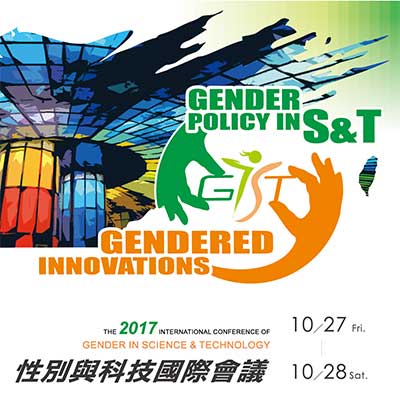 GENDER
POLICY IN S&T
GiST
GENDERED
INNOVATIONS
THE 2017 INTERNATIONAL CONFERENCE OF
GENDER IN SCIENCE & TECHNOLOGY
性別與科技國際會議
10/27 Fri.
10/28 Sat.